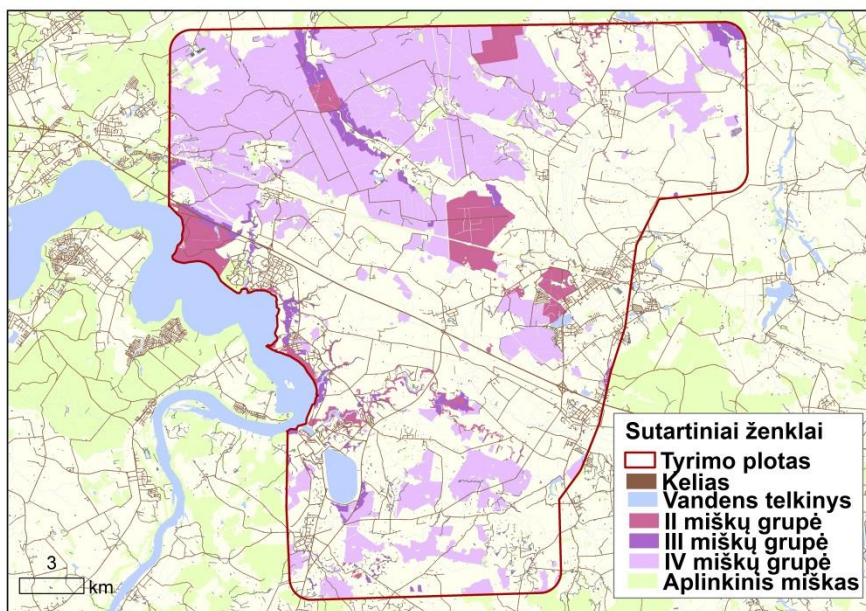 Sutartiniai ženklai
Tyrimo plotas
Kelias
Vandens telkinys
II miškų grupė
III miškų grupė
IV miškų grupė
Aplinkinis miškas
3
km